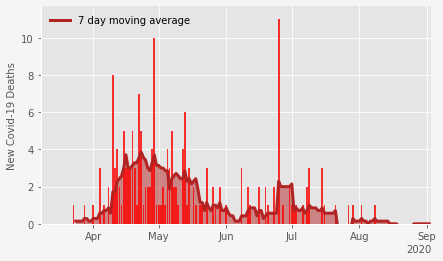 7 day moving average
New Covid-19 Deaths
10
8
6
4
2
0
Apr
May
Jun
Jul
Aug
Sep
2020